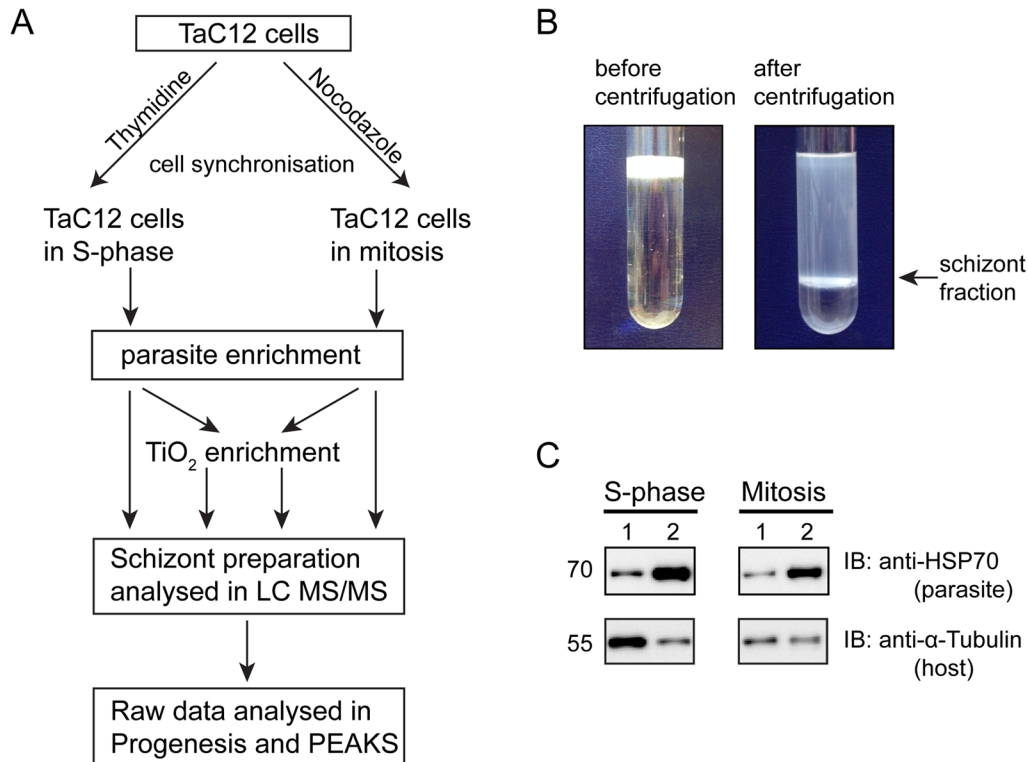 A
TaC12 cells
Thymidine
Nocodazole
cell synchronisation
TaC12 cells
in S-phase
TaC12 cells
in mitosis
parasite enrichment
TiO2 enrichment
Schizont preparation
analysed in LC MS/MS
Raw data analysed in
Progenesis and PEAKS
B
before
centrifugation
after
centrifugation
schizont
fraction
C
S-phase
Mitosis
1 2
1 2
70
IB: anti-HSP70
(parasite)
55
IB: anti-α-Tubulin
(host)